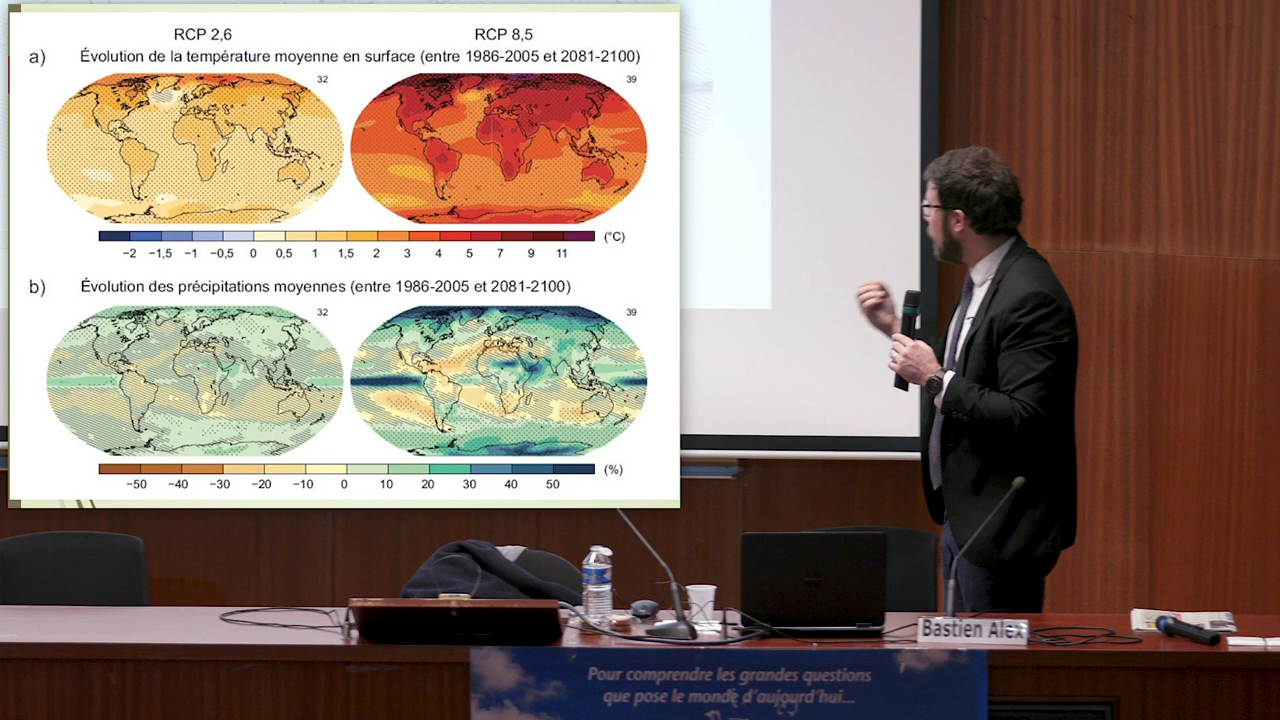 RCP 2,6 RCP 8,5
a) Évolution de la température moyenne en surface (entre 1986-2005 et 2081-2100)
32 39
−2 −1,5 −1 −0,5 0 0,5 1 1,5 2 3 4 5 7 9 11 (°C)
b) Évolution des précipitations moyennes (entre 1986-2005 et 2081-2100)
32 39
−50 −40 −30 −20 −10 0 10 20 30 40 50 (%)
Bastien Alex
Pour comprendre les grandes questions
que pose le monde d'aujourd'hui...